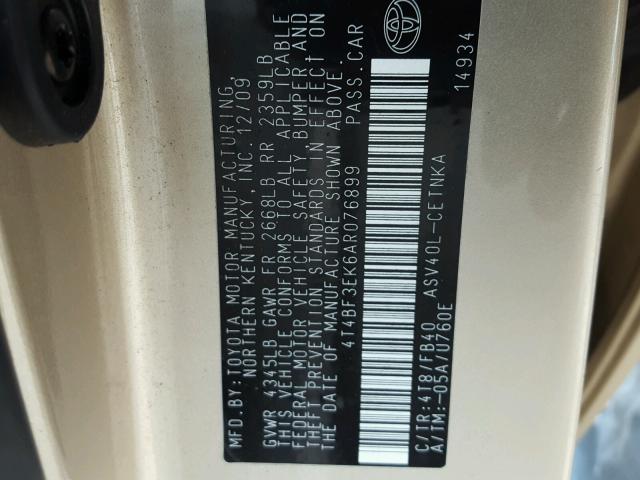 MFD.BY:TOYOTA MOTOR MANUFACTURING,
NORTHERN KENTUCKY, INC.12/09
GVWR 4345LB GAWR FR 2668LB RR 2359LB
THIS VEHICLE CONFORMS TO ALL APPLICABLE
FEDERAL MOTOR VEHICLE SAFETY, BUMPER, AND
THEFT PREVENTION STANDARDS IN EFFECT ON
THE DATE OF MANUFACTURE SHOWN ABOVE.
4T4BF3EK6AR076899 PASS.CAR
C/TR:4T8/FB40 ASV40L-CETNKA
A/TM:-05A/U760E 14934